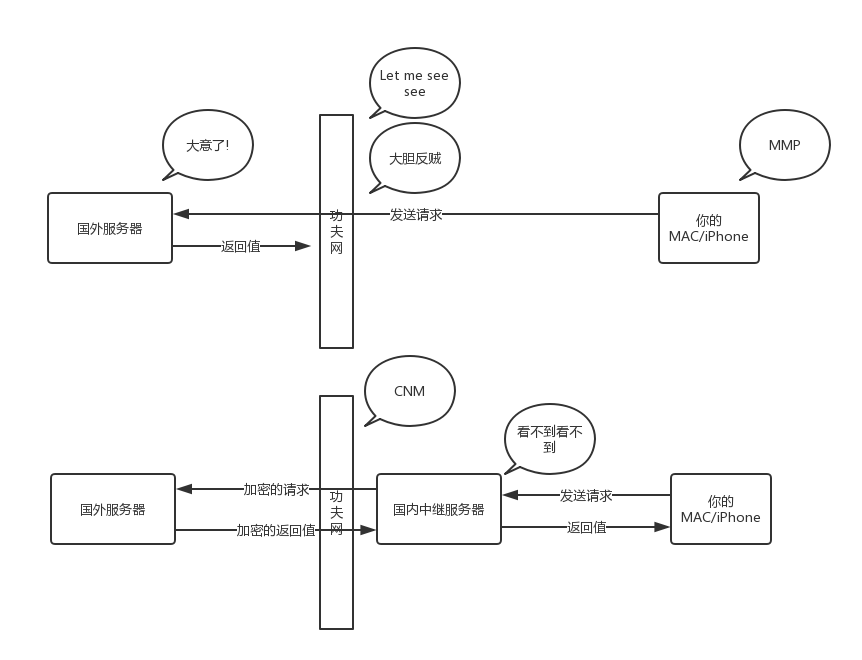 Let me see
see
大意了!
大胆反贼
MMP
国外服务器
发送请求
返回值
功
夫
网
你的
MAC/iPhone
CNM
看不到看不
到
国外服务器
加密的请求
加密的返回值
功
夫
网
国内中继服务器
发送请求
返回值
你的
MAC/iPhone